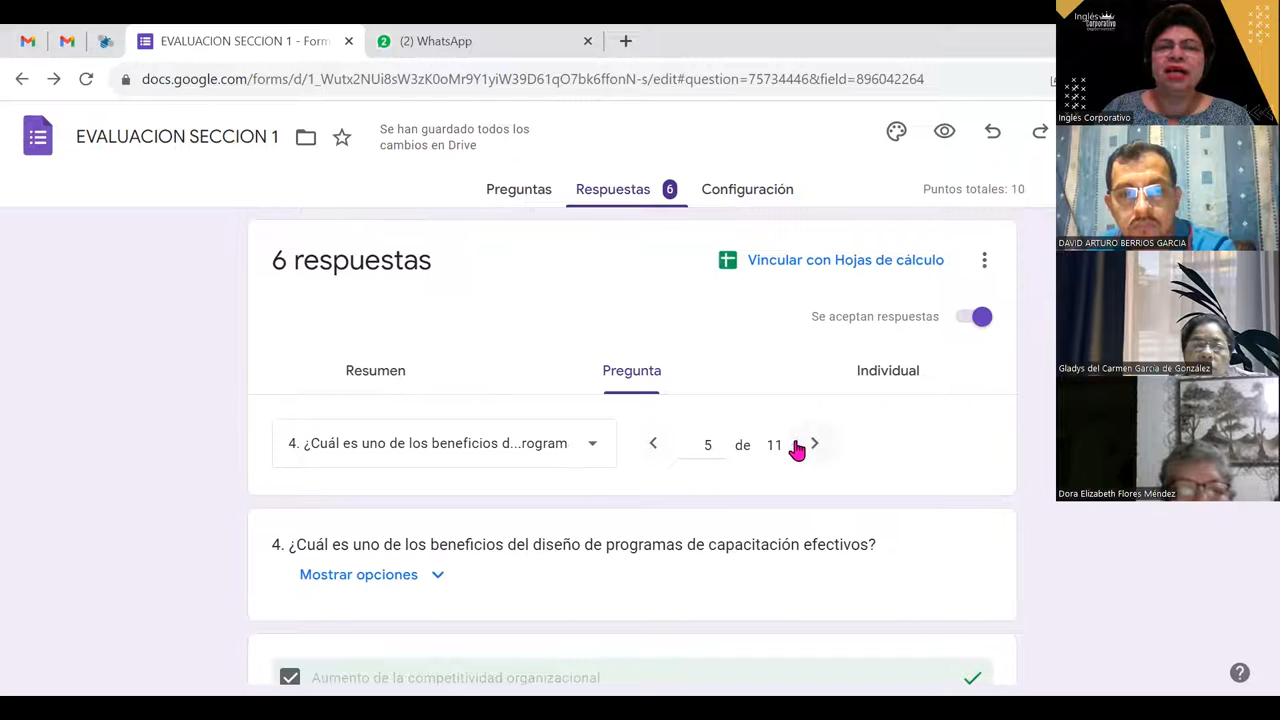 EVALUACION SECCION 1 - Form
(2) WhatsApp
docs.google.com/forms/d/1_Wutx2NUi8sW3zK0oMr9Y1yiW39D61qO7bk6ffonN-s/edit#question=75734446&field=896042264
EVALUACION SECCION 1
Se han guardado todos los
cambios en Drive
Preguntas
Respuestas 6
Configuración
Puntos totales: 10
6 respuestas
Vincular con Hojas de cálculo
Se aceptan respuestas
Resumen
Pregunta
Individual
4. ¿Cuál es uno de los beneficios d...rogram
5 de 11
4. ¿Cuál es uno de los beneficios del diseño de programas de capacitación efectivos?
Mostrar opciones
Aumento de la competitividad organizacional
Inglés
Corporativo
Ingles Corporativo
DAVID ARTURO BERRIOS GARCIA
Gladys del Carmen Garcia de González
Dora Elizabeth Flores Méndez